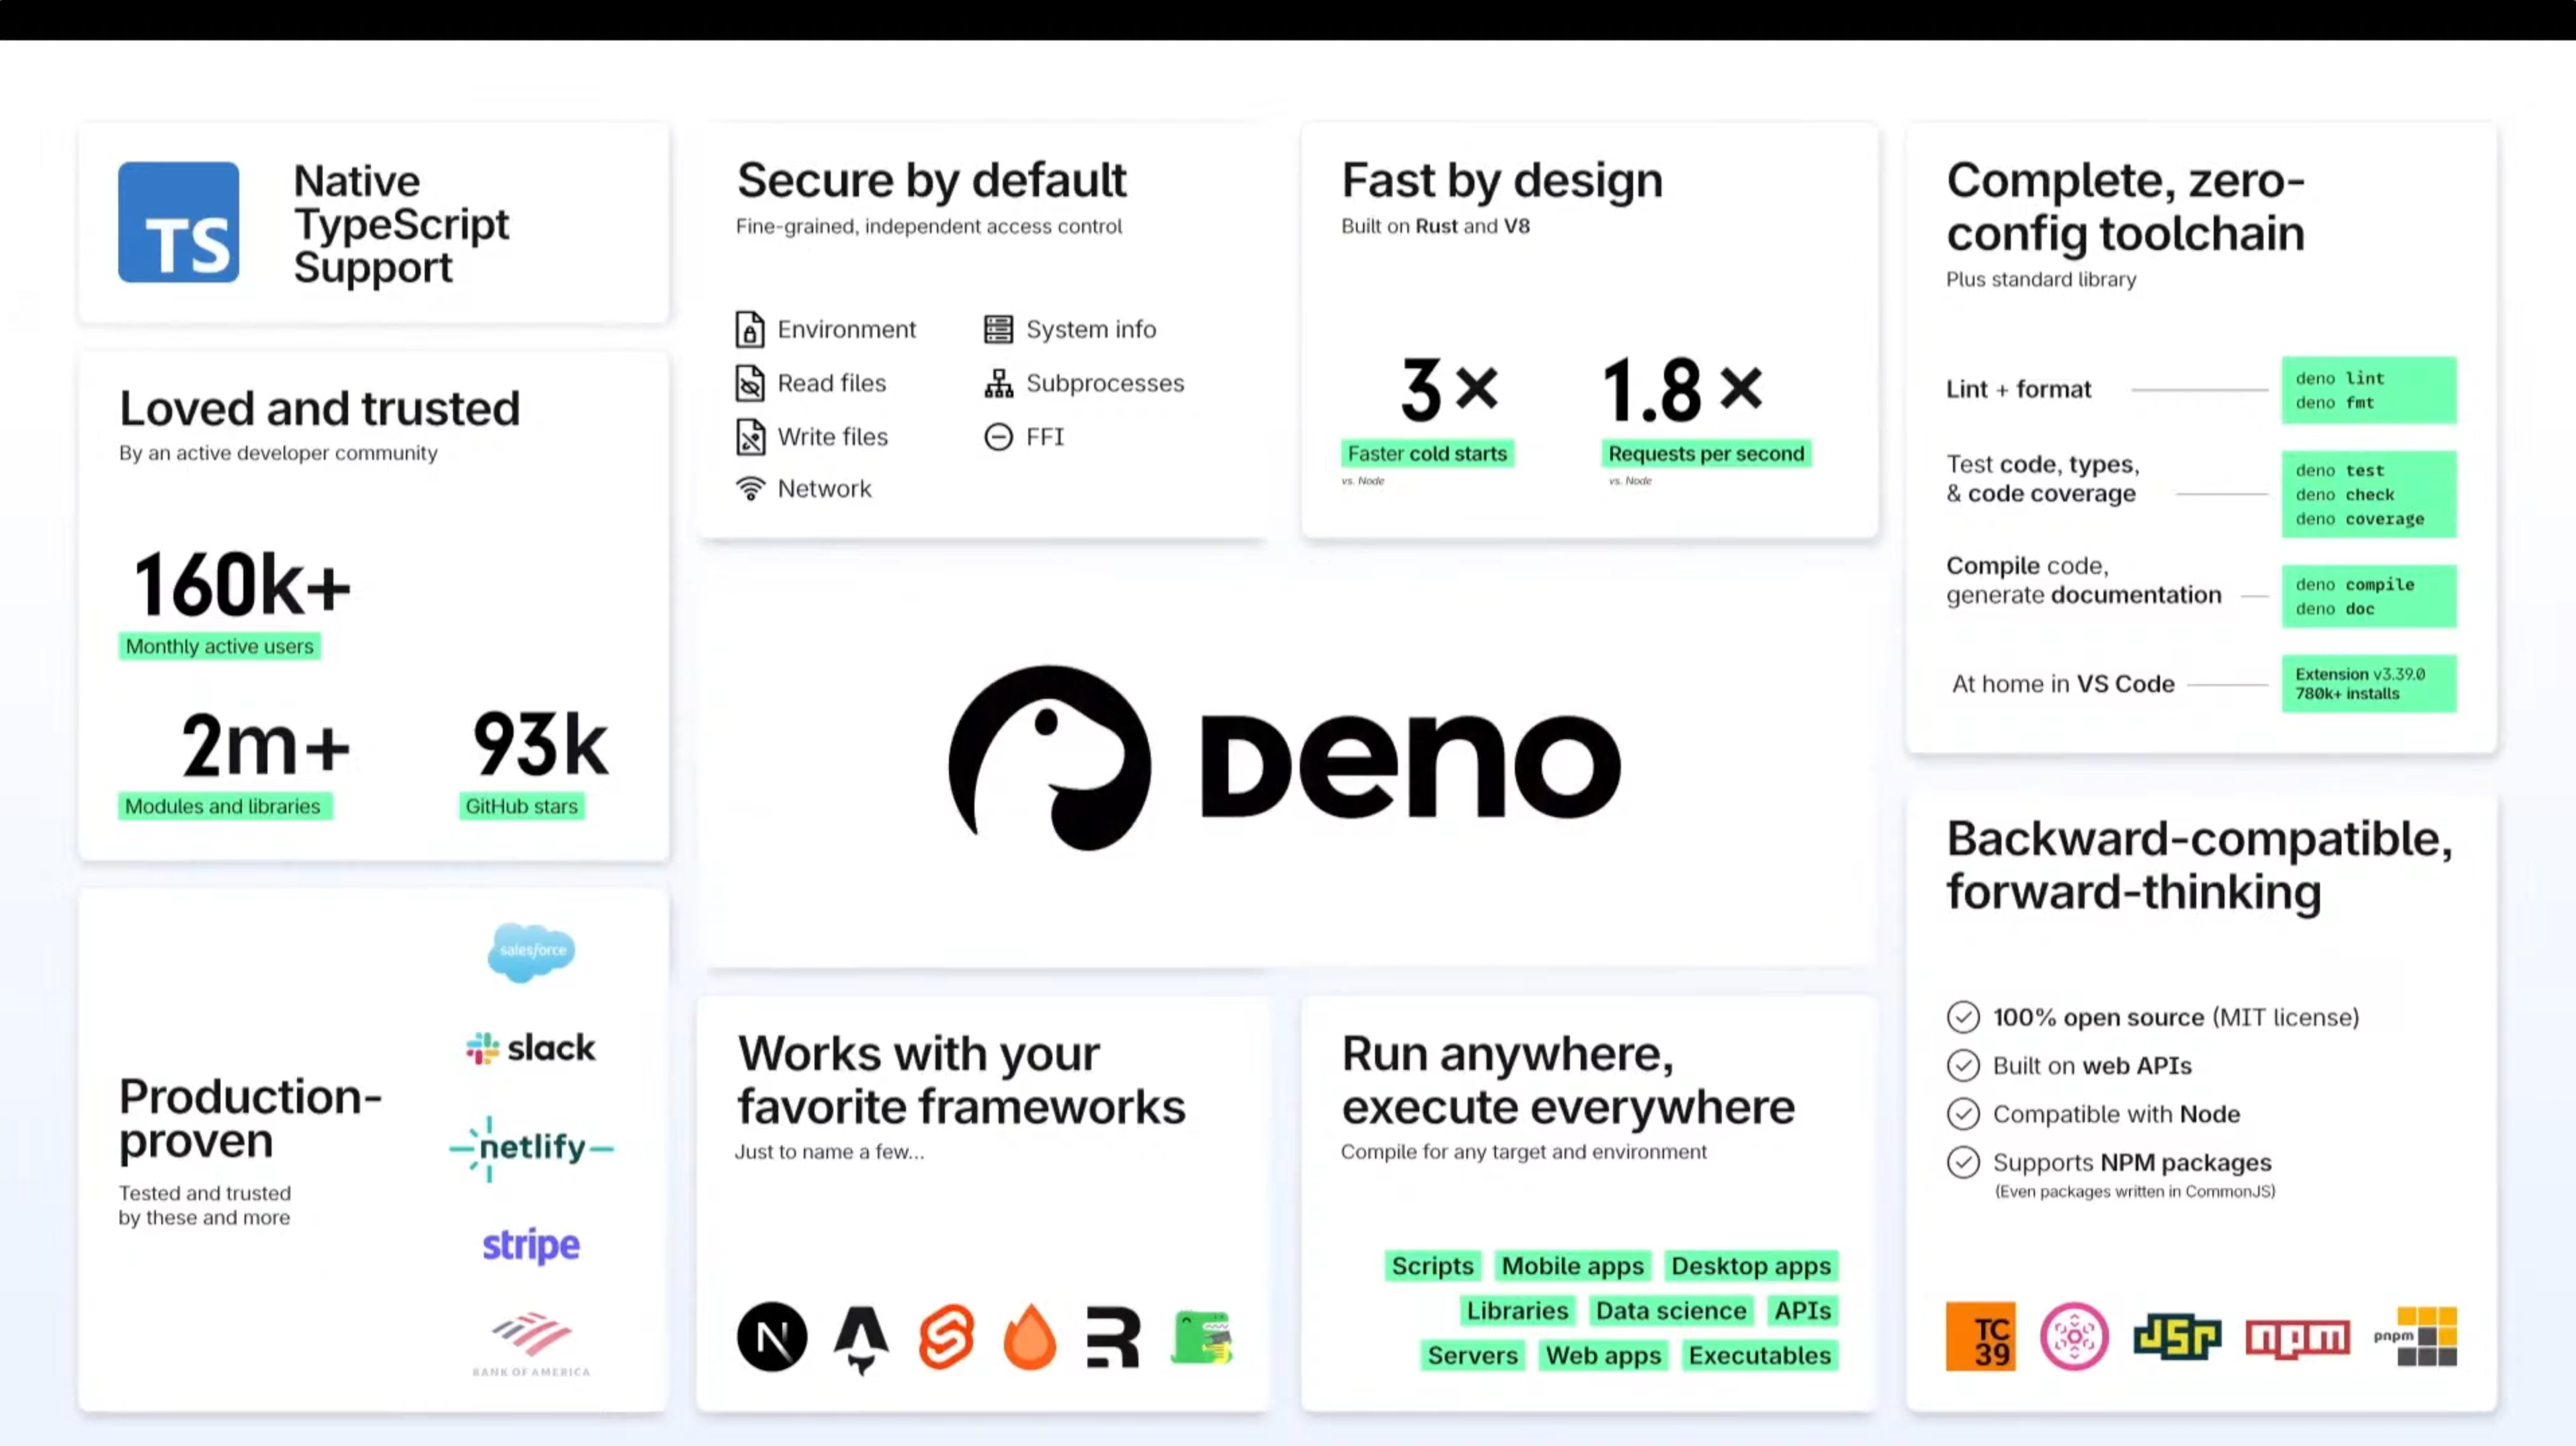 TS
Native
TypeScript
Support
Loved and trusted
By an active developer community
160k+
Monthly active users
2m+
Modules and libraries
93k
GitHub stars
Production-
proven
Tested and trusted
by these and more
salesforce
slack
netlify
stripe
BANK OF AMERICA
Secure by default
Fine-grained, independent access control
Environment
Read files
Write files
Network
System info
Subprocesses
FFI
Fast by design
Built on Rust and V8
3×
Faster cold starts
vs. Node
1.8×
Requests per second
vs. Node
Deno
Works with your
favorite frameworks
Just to name a few...
N
R
Run anywhere,
execute everywhere
Compile for any target and environment
Scripts Mobile apps Desktop apps
Libraries Data science APIs
Servers Web apps Executables
Complete, zero-
config toolchain
Plus standard library
Lint + format
deno lint
deno fmt
Test code, types,
& code coverage
deno test
deno check
deno coverage
Compile code,
generate documentation
deno compile
deno doc
At home in VS Code
Extension v3.39.0
780k+ installs
Backward-compatible,
forward-thinking
100% open source (MIT license)
Built on web APIs
Compatible with Node
Supports NPM packages
(Even packages written in CommonJS)
TC
39
JSR
npm
pnpm